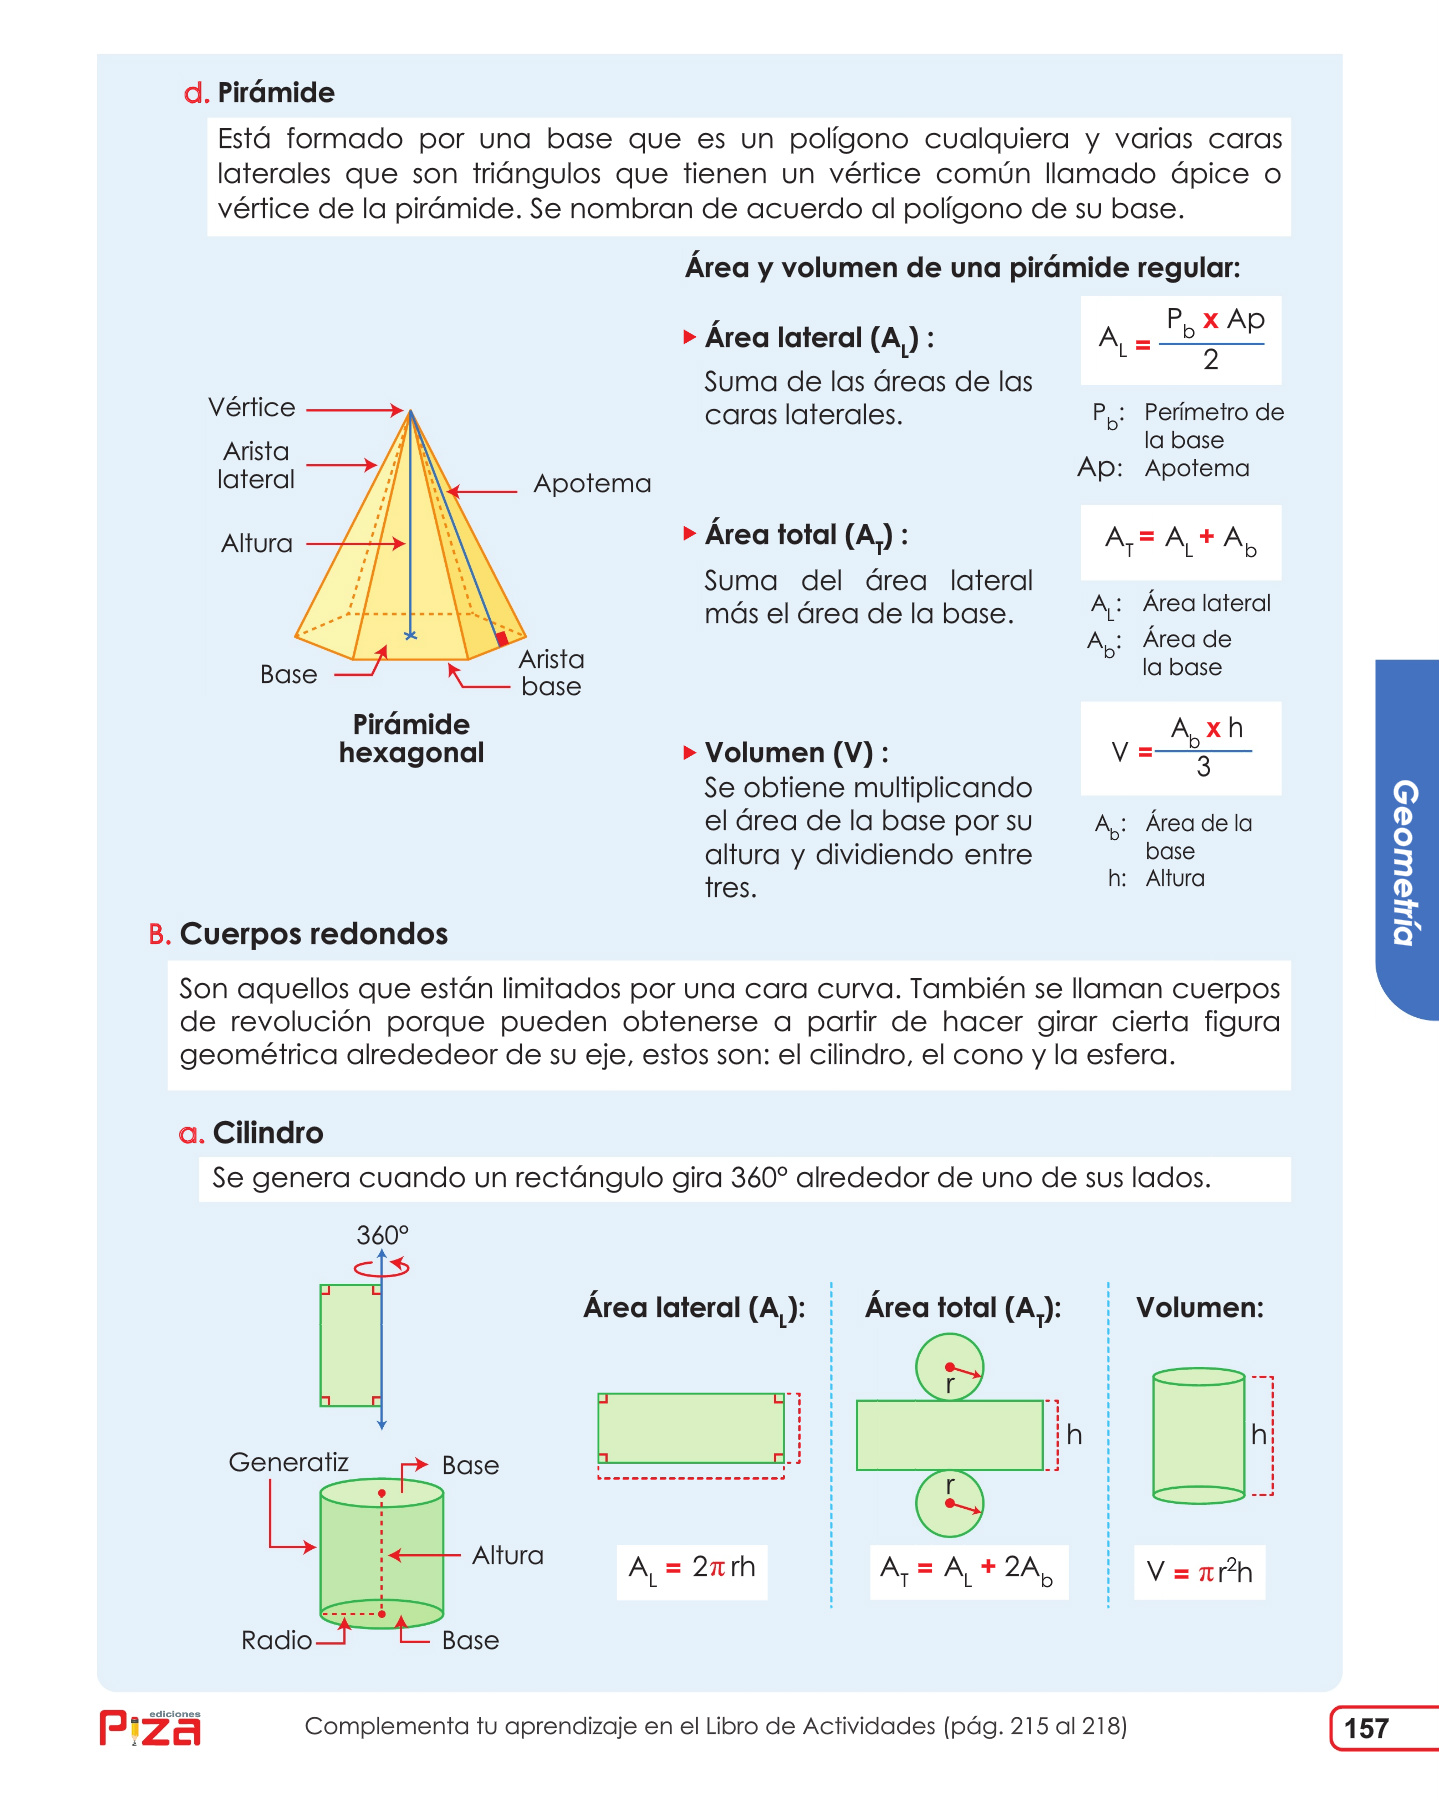 d. Pirámide
Está formado por una base que es un polígono cualquiera y varias caras
laterales que son triángulos que tienen un vértice común llamado ápice o
vértice de la pirámide. Se nombran de acuerdo al polígono de su base.
Vértice
Arista
lateral
Altura
Apotema
Base
Arista
base
Pirámide
hexagonal
Área y volumen de una pirámide regular:
Área lateral (A_L) :
Suma de las áreas de las
caras laterales.
A_L = (P_b x Ap) / 2
P_b: Perímetro de
la base
Ap: Apotema
Área total (A_T) :
Suma del área lateral
más el área de la base.
A_T = A_L + A_b
A_L: Área lateral
A_b: Área de
la base
Volumen (V) :
Se obtiene multiplicando
el área de la base por su
altura y dividiendo entre
tres.
V = (A_b x h) / 3
A_b: Área de la
base
h: Altura
B. Cuerpos redondos
Son aquellos que están limitados por una cara curva. También se llaman cuerpos
de revolución porque pueden obtenerse a partir de hacer girar cierta figura
geométrica alrededeor de su eje, estos son: el cilindro, el cono y la esfera.
a. Cilindro
Se genera cuando un rectángulo gira 360° alrededor de uno de sus lados.
360°
Generatiz
Base
Altura
Radio
Base
Área lateral (A_L):
A_L = 2π rh
Área total (A_T):
r
h
r
A_T = A_L + 2A_b
Volumen:
h
V = π r²h
Geometría
ediciones
Piza
Complementa tu aprendizaje en el Libro de Actividades (pág. 215 al 218)
157